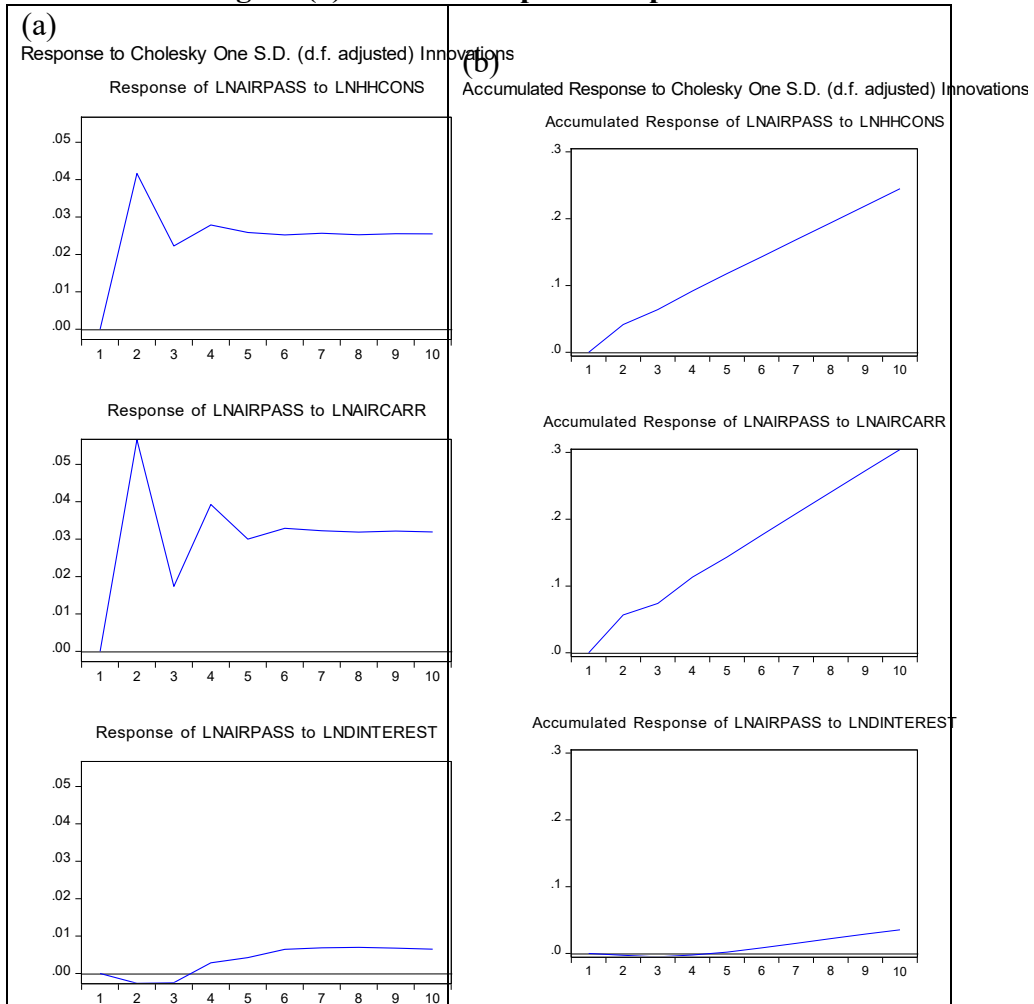 (a)
Response to Cholesky One S.D. (d.f. adjusted) Innovations
Response of LNAIRPASS to LNHHCONS
.05
.04
.03
.02
.01
.00
1 2 3 4 5 6 7 8 9 10
Response of LNAIRPASS to LNAIRCARR
.05
.04
.03
.02
.01
.00
1 2 3 4 5 6 7 8 9 10
Response of LNAIRPASS to LNDINTEREST
.05
.04
.03
.02
.01
.00
1 2 3 4 5 6 7 8 9 10
(b)
Accumulated Response to Cholesky One S.D. (d.f. adjusted) Innovations
Accumulated Response of LNAIRPASS to LNHHCONS
.3
.2
.1
.0
1 2 3 4 5 6 7 8 9 10
Accumulated Response of LNAIRPASS to LNAIRCARR
.3
.2
.1
.0
1 2 3 4 5 6 7 8 9 10
Accumulated Response of LNAIRPASS to LNDINTEREST
.3
.2
.1
.0
1 2 3 4 5 6 7 8 9 10